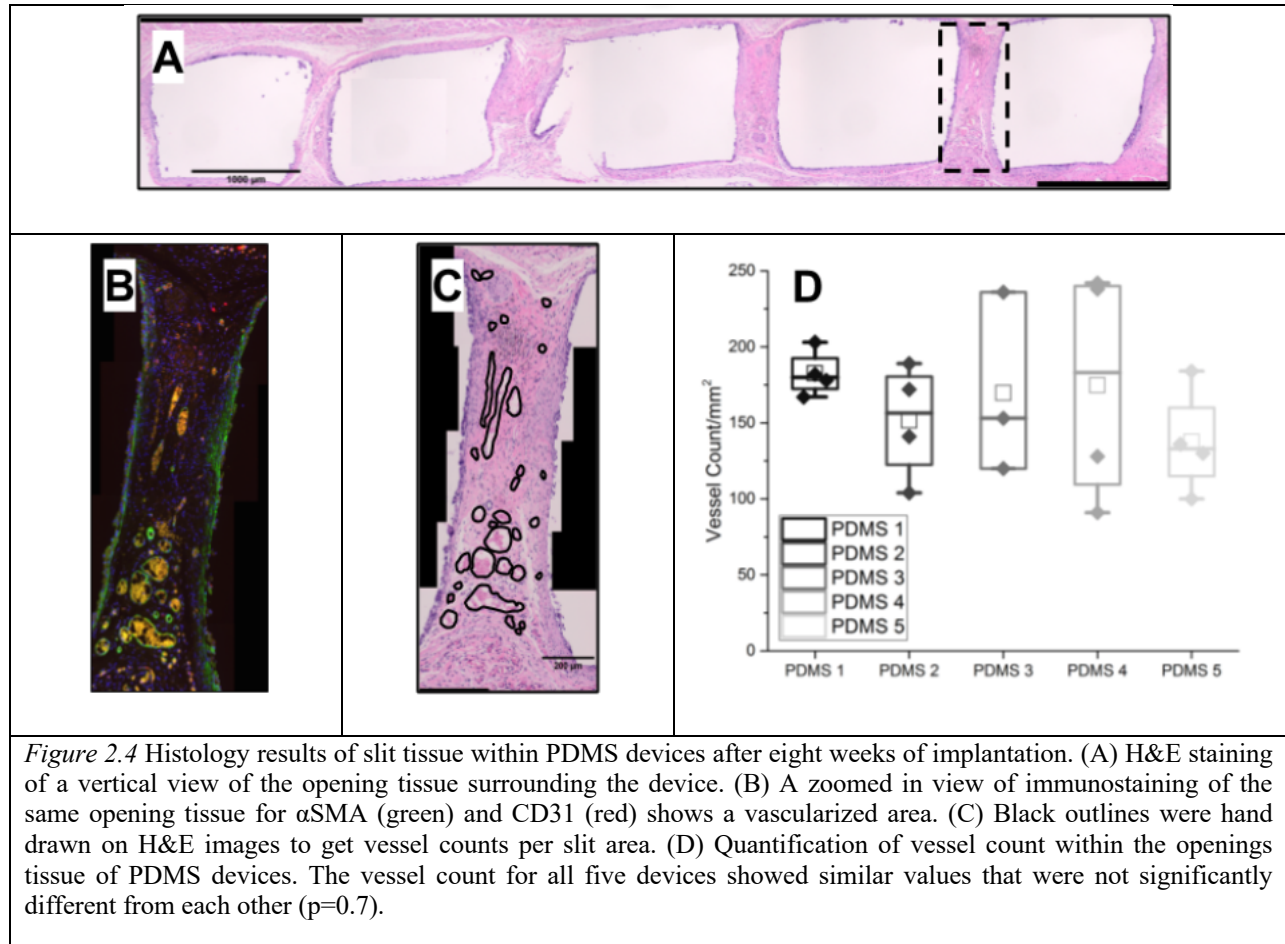 A
1000 µm
B
C
200 µm
D
250
200
150
100
50
0
Vessel Count/mm²
PDMS 1
PDMS 2
PDMS 3
PDMS 4
PDMS 5
PDMS 1 PDMS 2 PDMS 3 PDMS 4 PDMS 5
Figure 2.4 Histology results of slit tissue within PDMS devices after eight weeks of implantation. (A) H&E staining
of a vertical view of the opening tissue surrounding the device. (B) A zoomed in view of immunostaining of the
same opening tissue for αSMA (green) and CD31 (red) shows a vascularized area. (C) Black outlines were hand
drawn on H&E images to get vessel counts per slit area. (D) Quantification of vessel count within the openings
tissue of PDMS devices. The vessel count for all five devices showed similar values that were not significantly
different from each other (p=0.7).